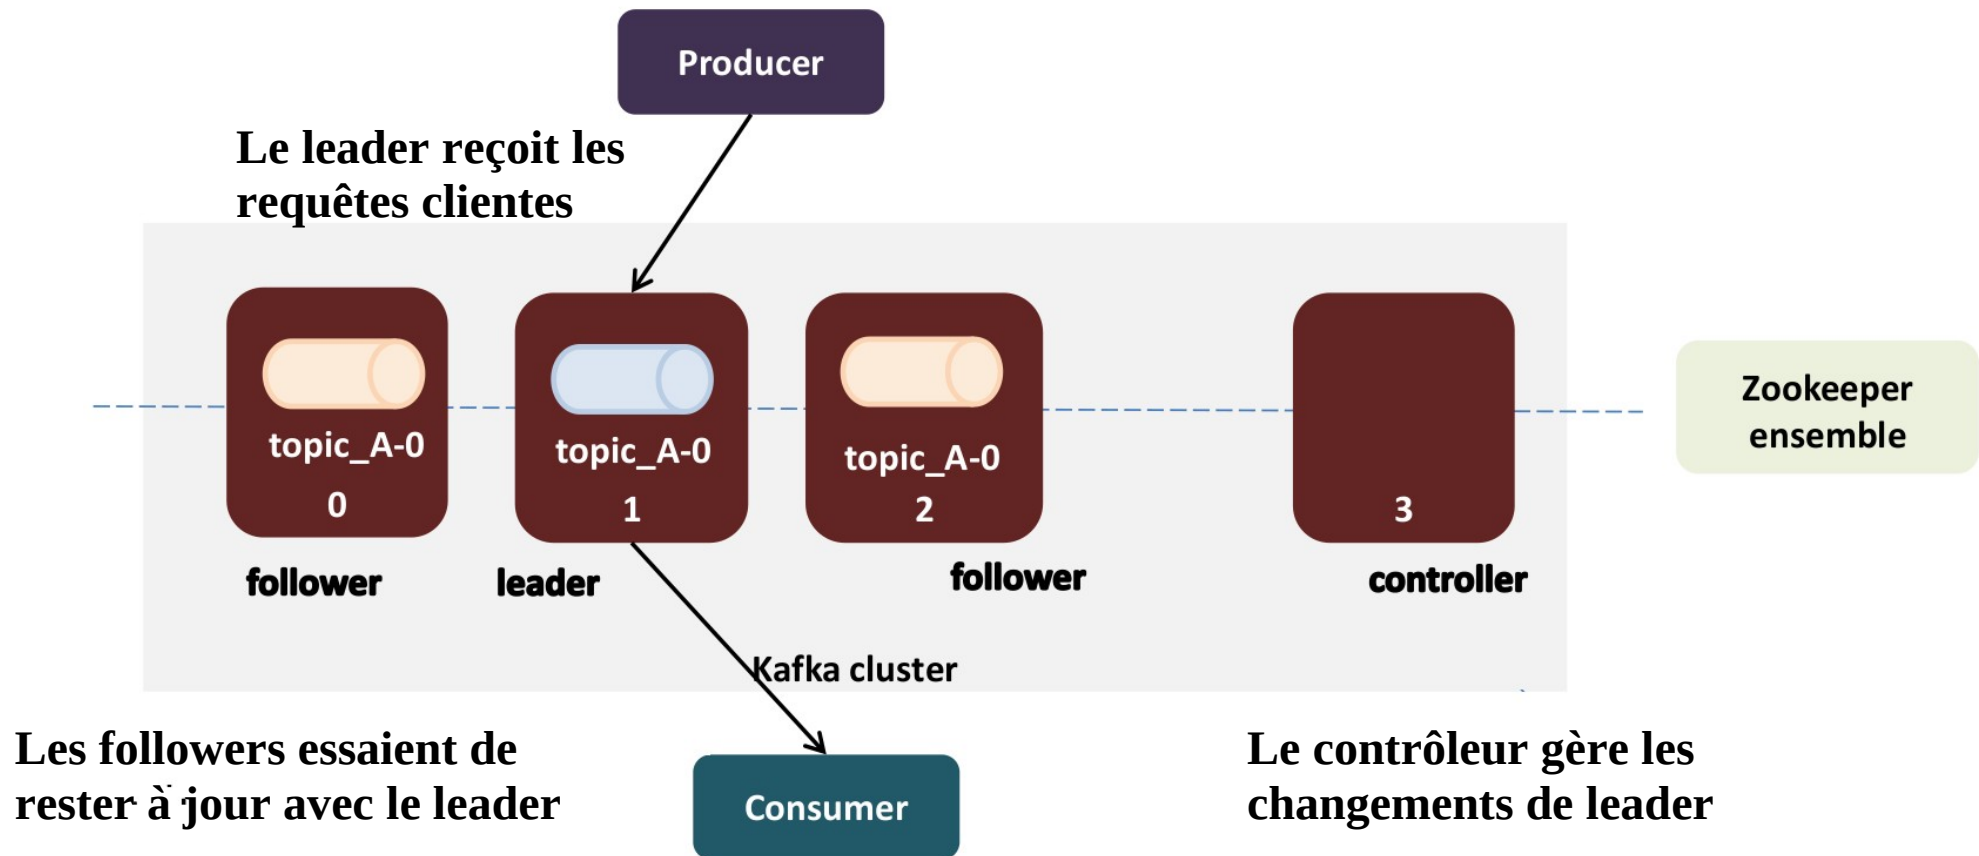 Producer
Le leader reçoit les
requêtes clientes
topic_A-0
0
topic_A-0
1
topic_A-0
2
3
Zookeeper
ensemble
follower
leader
follower
controller
Kafka cluster
Les followers essaient de
rester à jour avec le leader
Consumer
Le contrôleur gère les
changements de leader